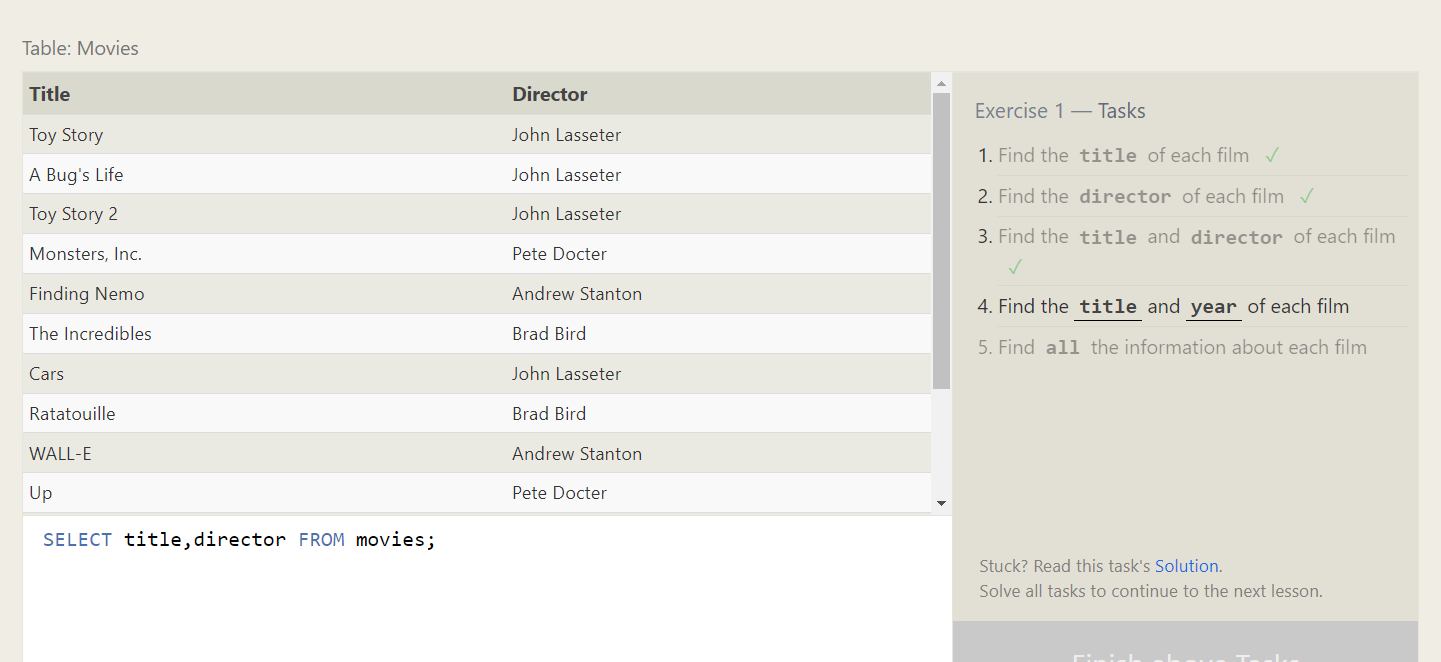 Table: Movies
Title Director
Toy Story John Lasseter
A Bug's Life John Lasseter
Toy Story 2 John Lasseter
Monsters, Inc. Pete Docter
Finding Nemo Andrew Stanton
The Incredibles Brad Bird
Cars John Lasseter
Ratatouille Brad Bird
WALL-E Andrew Stanton
Up Pete Docter
SELECT title,director FROM movies;
Exercise 1 — Tasks
1. Find the title of each film ✓
2. Find the director of each film ✓
3. Find the title and director of each film
✓
4. Find the title and year of each film
5. Find all the information about each film
Stuck? Read this task's Solution.
Solve all tasks to continue to the next lesson.
Finish above Tasks